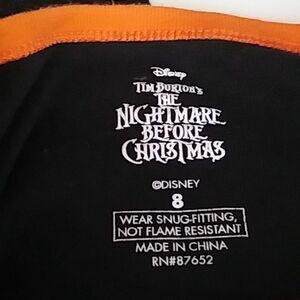 Disney
TIM BURTON'S
THE
NIGHTMARE
BEFORE
CHRISTMAS
©DISNEY
8
WEAR SNUG-FITTING,
NOT FLAME RESISTANT
MADE IN CHINA
RN#87652